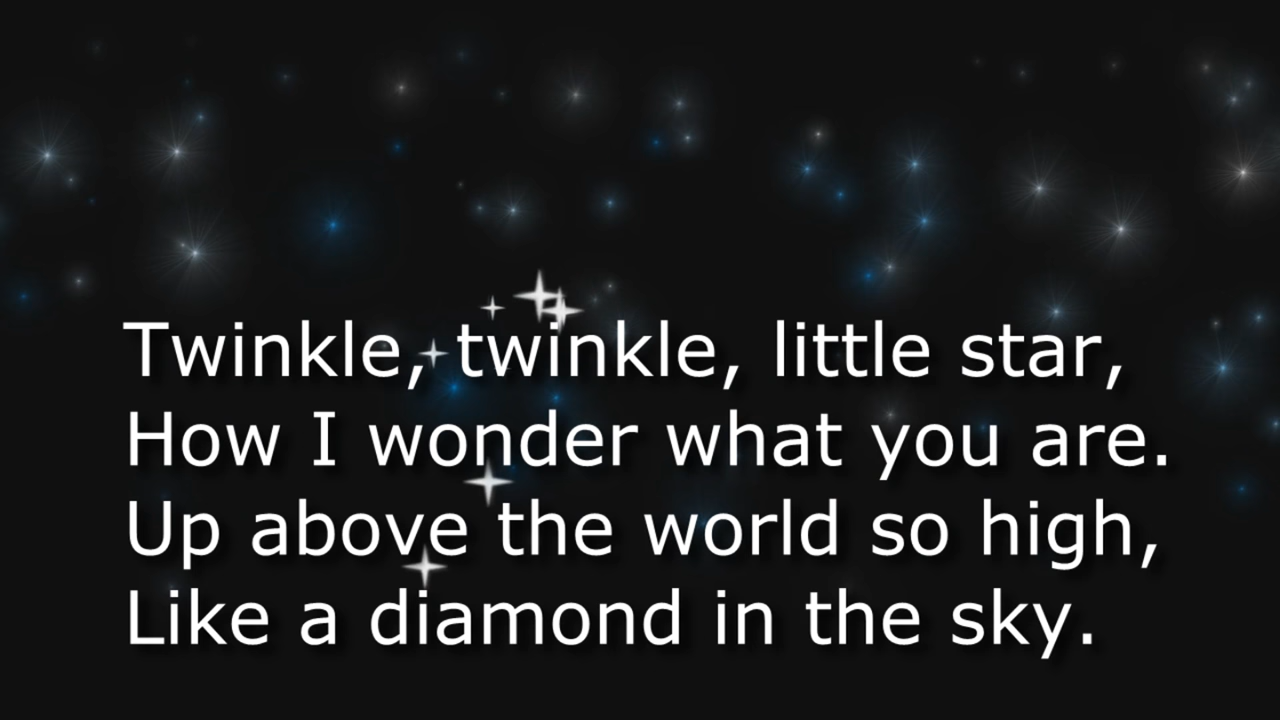 Twinkle, twinkle, little star,
How I wonder what you are.
Up above the world so high,
Like a diamond in the sky.